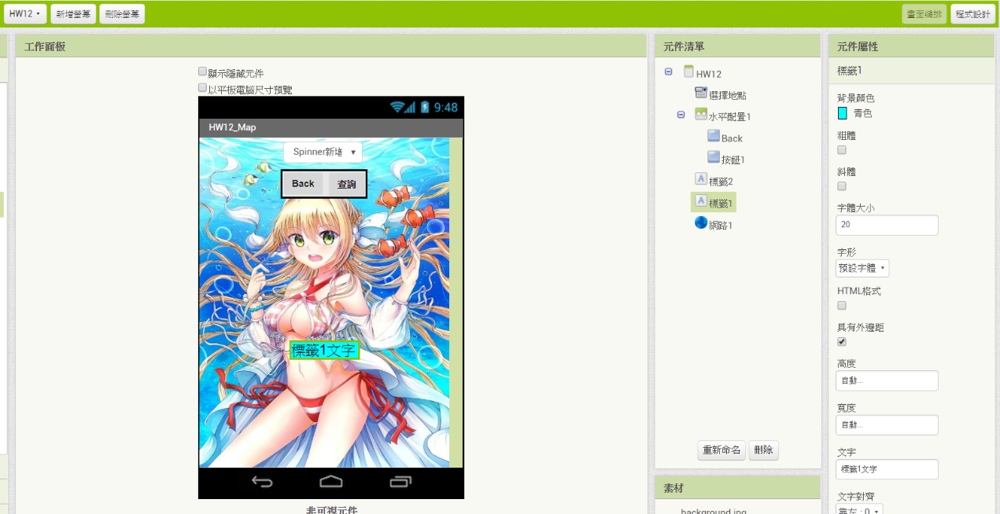 HW12
新增螢幕
刪除螢幕
畫面編排
程式設計
工作面板
顯示隱藏元件
以平板電腦尺寸預覽
9:48
HW12_Map
Spinner新增
Back
查詢
標籤1文字
非可視元件
元件清單
HW12
選擇地點
水平配置1
Back
按鈕1
標籤2
標籤1
網路1
重新命名
刪除
素材
background.jpg
元件屬性
標籤1
背景顏色
青色
粗體
斜體
字體大小
20
字形
預設字體
HTML格式
具有外邊距
高度
自動...
寬度
自動...
文字
標籤1文字
文字對齊
靠左 : 0